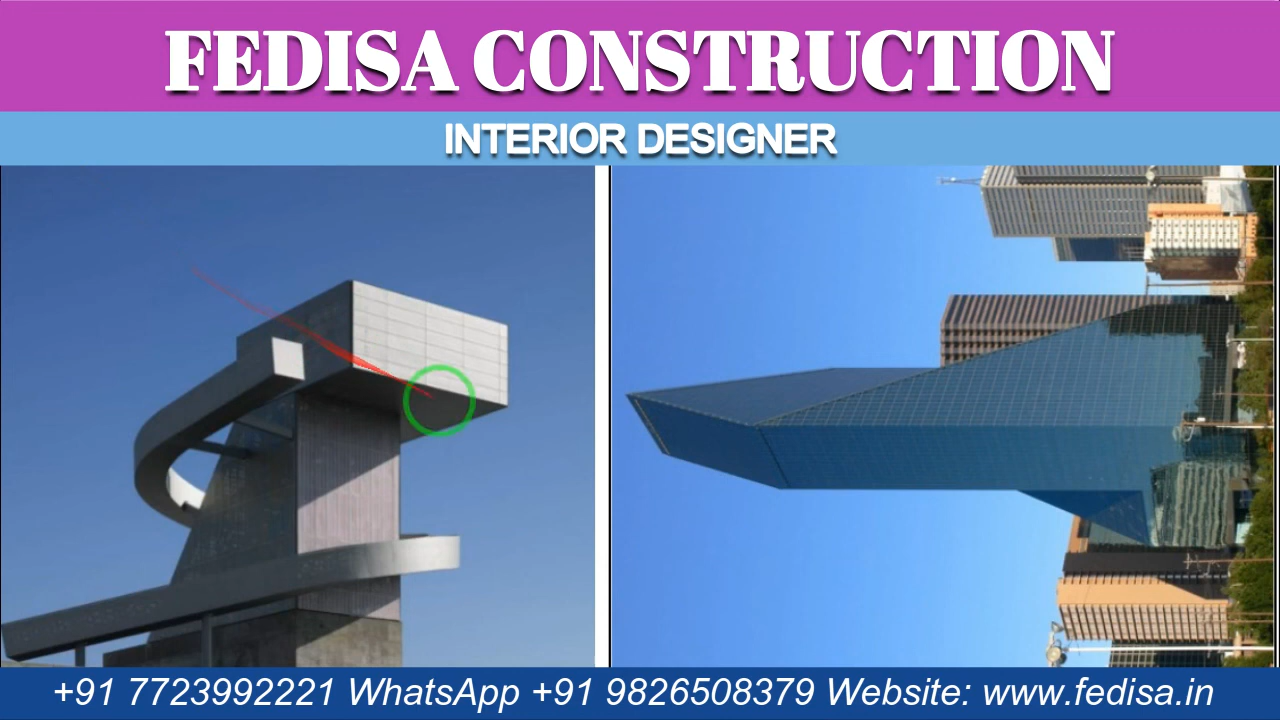 FEDISA CONSTRUCTION
INTERIOR DESIGNER
+91 7723992221 WhatsApp +91 9826508379 Website: www.fedisa.in